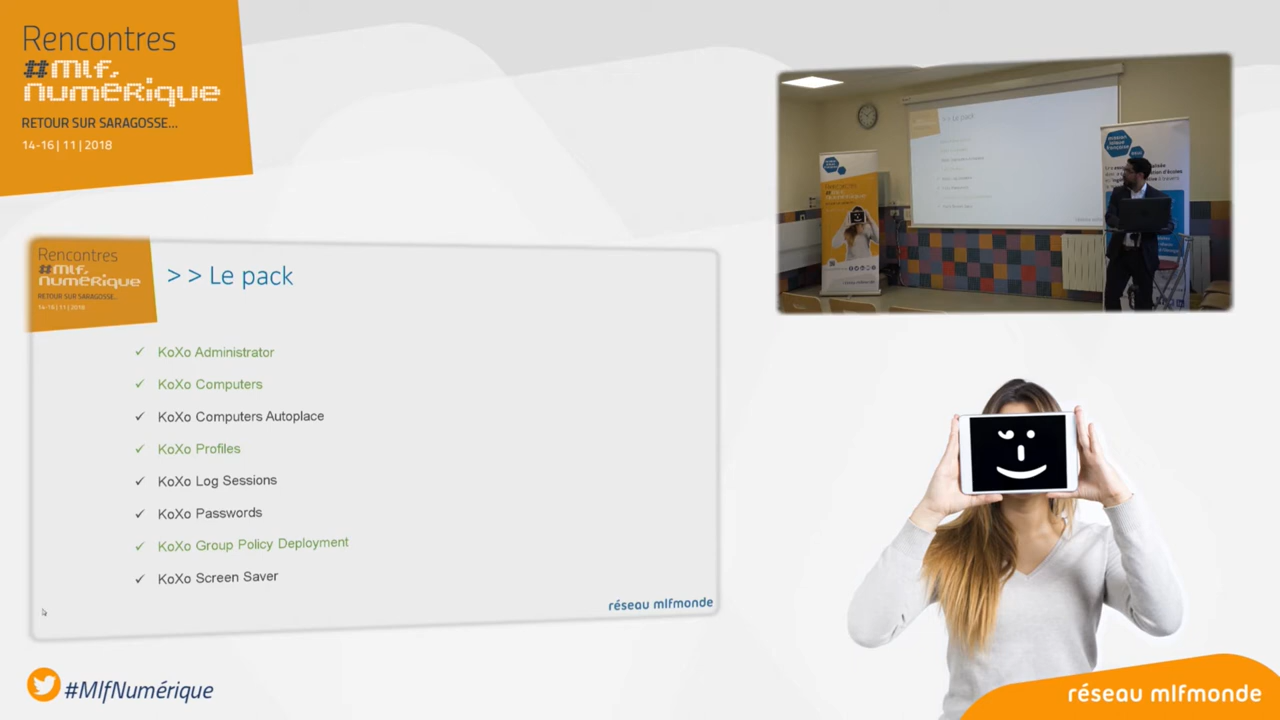 Rencontres
#mlf.
numérique
RETOUR SUR SARAGOSSE...
14-16 | 11 | 2018
> > Le pack
Rencontres
#mlf.
numérique
RETOUR SUR SARAGOSSE...
14-16 | 11 | 2018
> > Le pack
✓ KoXo Administrator
✓ KoXo Computers
✓ KoXo Computers Autoplace
✓ KoXo Profiles
✓ KoXo Log Sessions
✓ KoXo Passwords
✓ KoXo Group Policy Deployment
✓ KoXo Screen Saver
réseau mlfmonde
#MlfNumérique
réseau mlfmonde